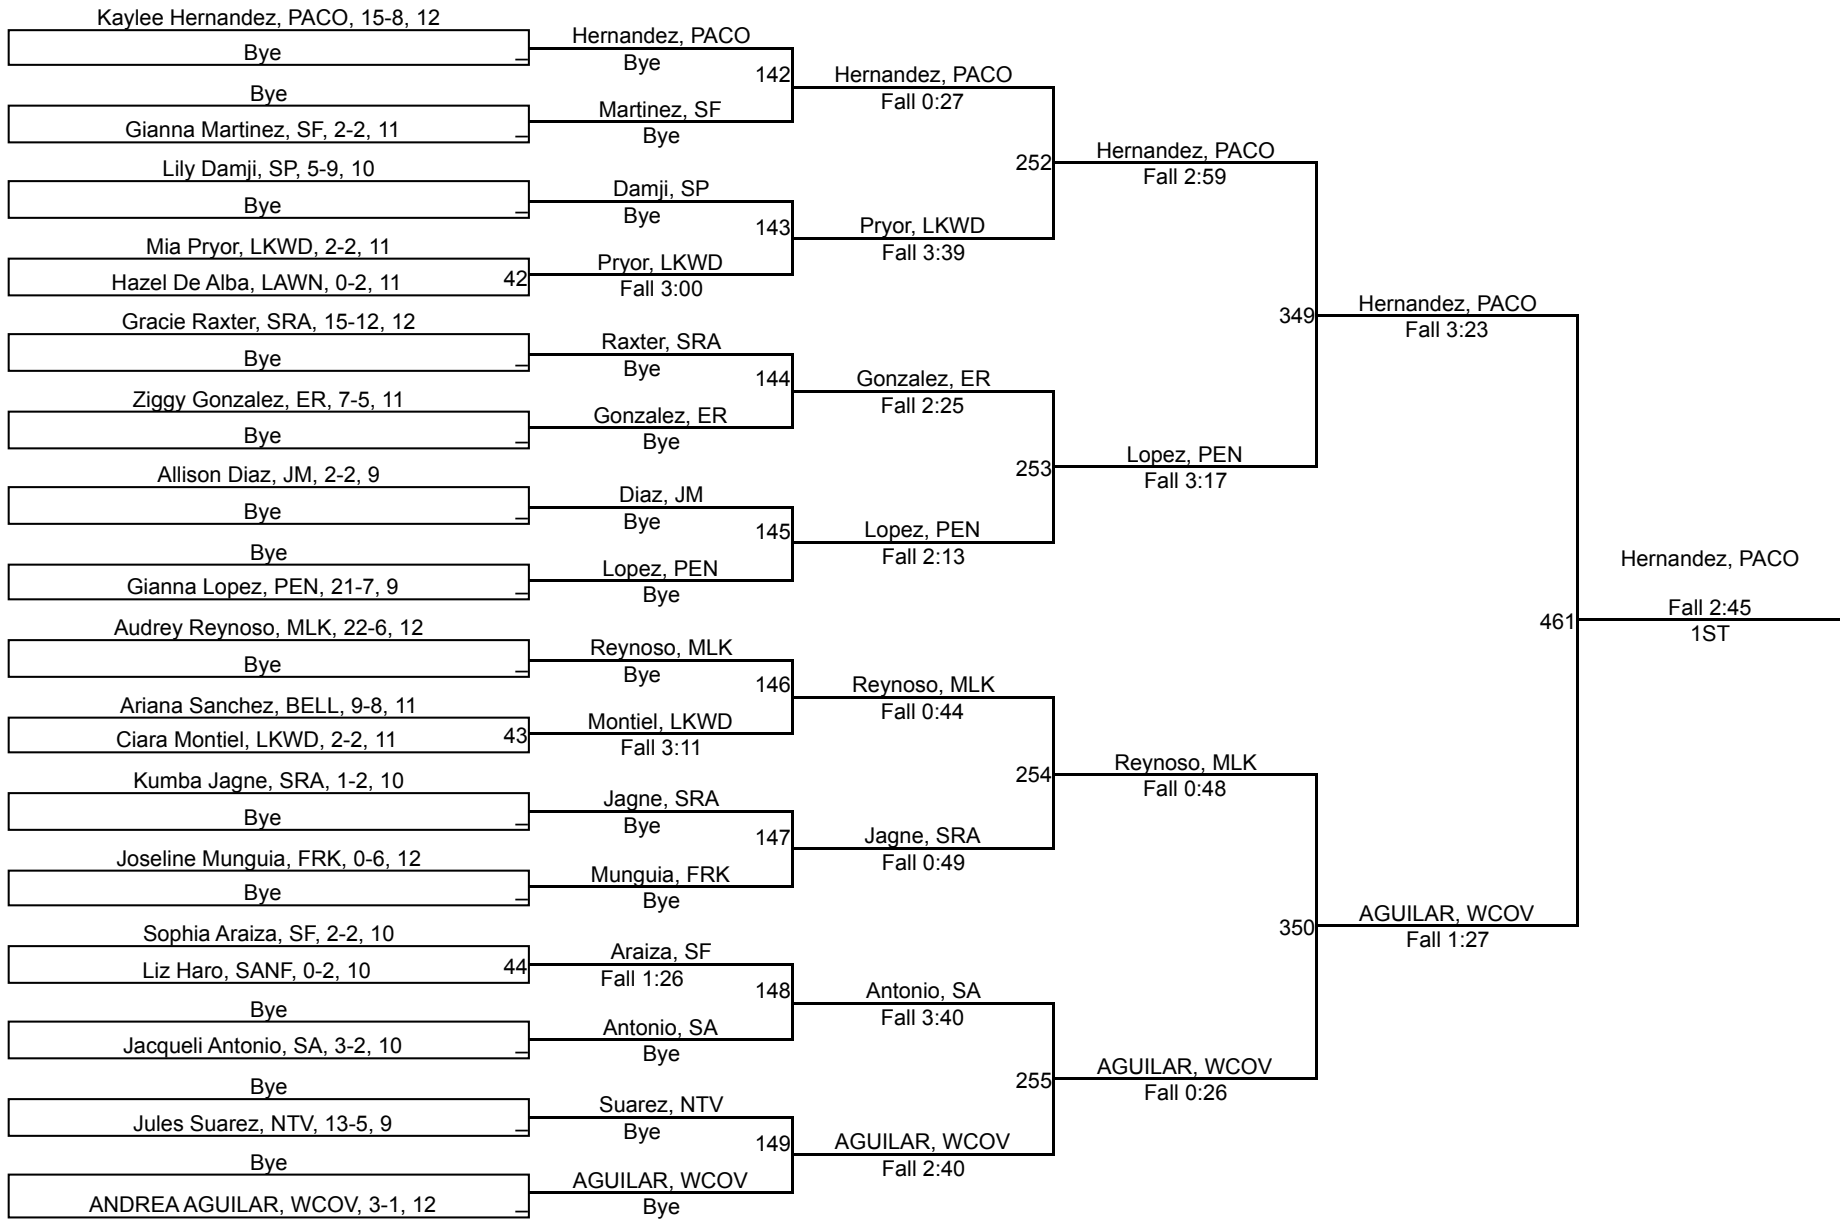 Kaylee Hernandez, PACO, 15-8, 12
Bye
Bye
Gianna Martinez, SF, 2-2, 11
Lily Damji, SP, 5-9, 10
Bye
Mia Pryor, LKWD, 2-2, 11
Hazel De Alba, LAWN, 0-2, 11
42
Gracie Raxter, SRA, 15-12, 12
Bye
Ziggy Gonzalez, ER, 7-5, 11
Bye
Allison Diaz, JM, 2-2, 9
Bye
Bye
Gianna Lopez, PEN, 21-7, 9
Audrey Reynoso, MLK, 22-6, 12
Bye
Ariana Sanchez, BELL, 9-8, 11
Ciara Montiel, LKWD, 2-2, 11
43
Kumba Jagne, SRA, 1-2, 10
Bye
Joseline Munguia, FRK, 0-6, 12
Bye
Sophia Araiza, SF, 2-2, 10
Liz Haro, SANF, 0-2, 10
44
Bye
Jacqueli Antonio, SA, 3-2, 10
Bye
Jules Suarez, NTV, 13-5, 9
Bye
ANDREA AGUILAR, WCOV, 3-1, 12
Hernandez, PACO
Bye
142
Martinez, SF
Bye
Damji, SP
Bye
143
Pryor, LKWD
Fall 3:00
Raxter, SRA
Bye
144
Gonzalez, ER
Bye
Diaz, JM
Bye
145
Lopez, PEN
Bye
Reynoso, MLK
Bye
146
Montiel, LKWD
Fall 3:11
Jagne, SRA
Bye
147
Munguia, FRK
Bye
Araiza, SF
Fall 1:26
148
Antonio, SA
Bye
Suarez, NTV
Bye
149
AGUILAR, WCOV
Bye
Hernandez, PACO
Fall 0:27
252
Pryor, LKWD
Fall 3:39
Gonzalez, ER
Fall 2:25
253
Lopez, PEN
Fall 2:13
Reynoso, MLK
Fall 0:44
254
Jagne, SRA
Fall 0:49
Antonio, SA
Fall 3:40
255
AGUILAR, WCOV
Fall 2:40
Hernandez, PACO
Fall 2:59
349
Lopez, PEN
Fall 3:17
Reynoso, MLK
Fall 0:48
350
AGUILAR, WCOV
Fall 0:26
Hernandez, PACO
Fall 3:23
461
AGUILAR, WCOV
Fall 1:27
Hernandez, PACO
Fall 2:45
1ST